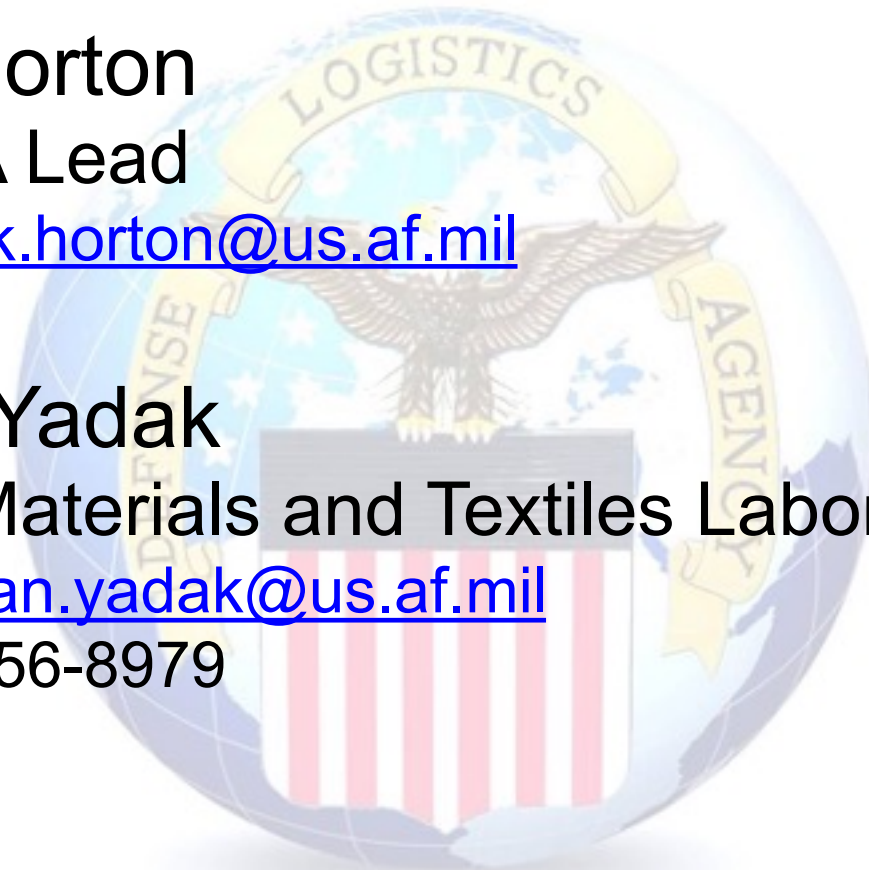 orton
Lead
k.horton@us.af.mil
Yadak
Materials and Textiles Labor
an.yadak@us.af.mil
56-8979
DEFENSE LOGISTICS AGENCY